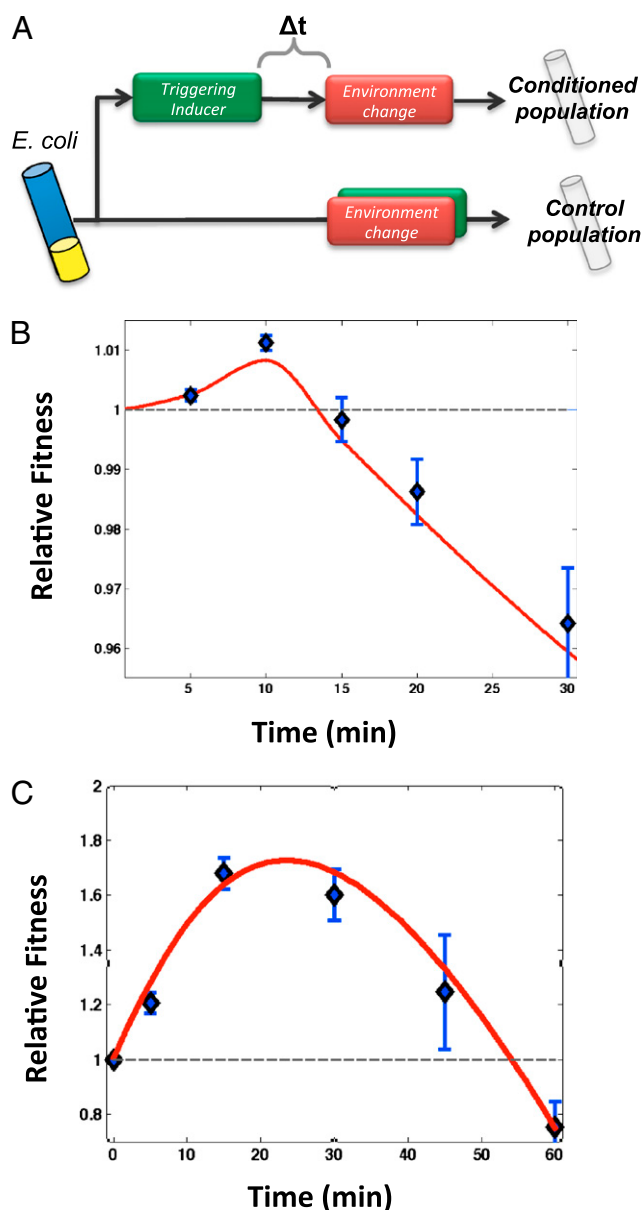 A
Δt
Triggering
Inducer
Environment
change
Conditioned
population
E. coli
Environment
change
Control
population
B
1.01
1
0.99
0.98
0.97
0.96
Relative Fitness
5 10 15 20 25 30
Time (min)
C
2
1.8
1.6
1.4
1.2
1
0.8
Relative Fitness
0 10 20 30 40 50 60
Time (min)